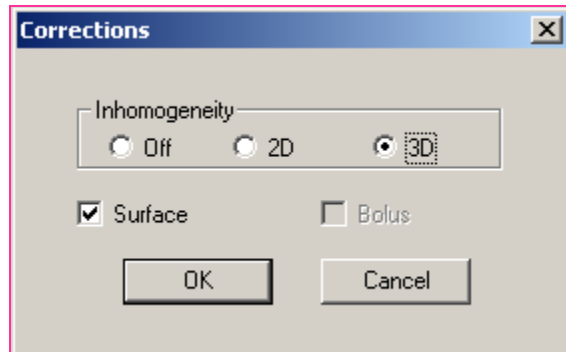 Corrections
Inhomogeneity
Off 2D 3D
Surface Bolus
OK Cancel